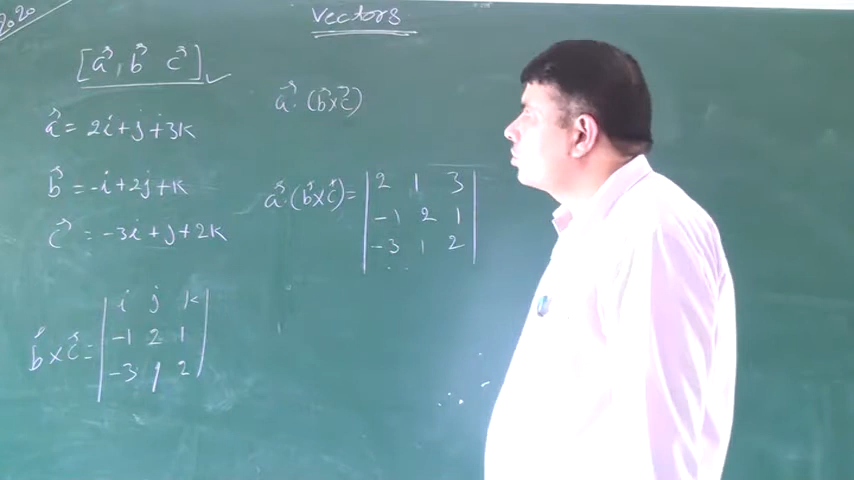 2020
vectors
[a⃗, b⃗ c⃗]
a⃗ = 2i+j+3k
b⃗ = -i+2j+k
c⃗ = -3i+j+2k
b⃗×c⃗ = | i j k |
| -1 2 1 |
| -3 1 2 |
a⃗. (b⃗×c⃗)
a⃗.(b⃗×c⃗) = | 2 1 3 |
| -1 2 1 |
| -3 1 2 |